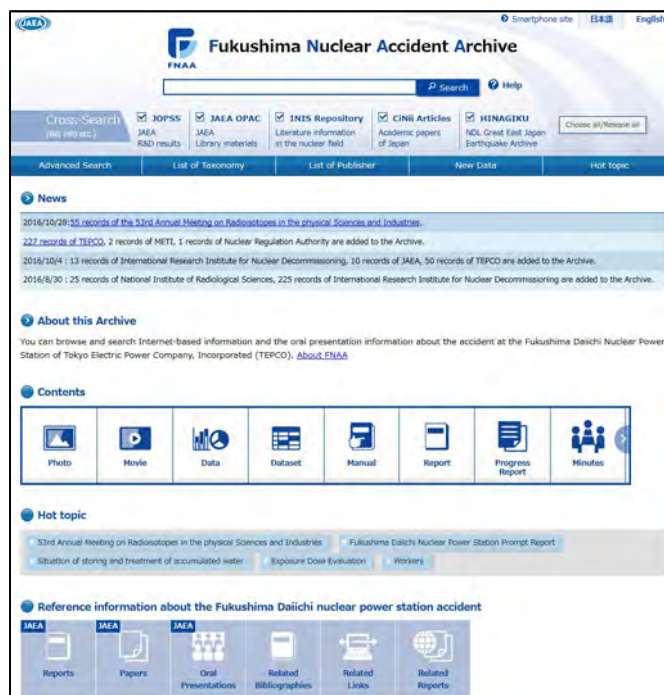 JAEA
Smartphone site 日本語 English
FNAA
Fukushima Nuclear Accident Archive
Search Help
Cross-Search
JOPSS JAEA OPAC INIS Repository CiNii Articles HINAGIKU
JAEA JAEA Literature information Academic papers NDL Great East Japan
R&D results Library materials in the nuclear field of Japan Earthquake Archive
Choose all/Release all
Advanced Search List of Taxonomy List of Publisher New Data Hot topic
News
2016/10/28:55 records of the 53rd Annual Meeting on Radioisotopes in the physical Sciences and Industries.
227 records of TEPCO, 2 records of METI, 1 records of Nuclear Regulation Authority are added to the Archive.
2016/10/4 : 13 records of International Research Institute for Nuclear Decommissioning, 10 records of JAEA, 50 records of TEPCO are added to the Archive.
2016/8/30 : 25 records of National Institute of Radiological Sciences, 225 records of International Research Institute for Nuclear Decommissioning are added to the Archive.
About this Archive
You can browse and search Internet-based information and the oral presentation information about the accident at the Fukushima Daiichi Nuclear Power
Station of Tokyo Electric Power Company, Incorporated (TEPCO). About FNAA
Contents
Photo Movie Data Dataset Manual Report Progress Minutes
Report
Hot topic
53rd Annual Meeting on Radioisotopes in the physical Sciences and Industries Fukushima Daiichi Nuclear Power Station Prompt Report
Situation of storing and treatment of accumulated water Exposure Dose Evaluation Workers
Reference information about the Fukushima Daiichi nuclear power station accident
JAEA JAEA JAEA
Reports Papers Oral Related Related Related
Presentations Bibliographies Links Reports